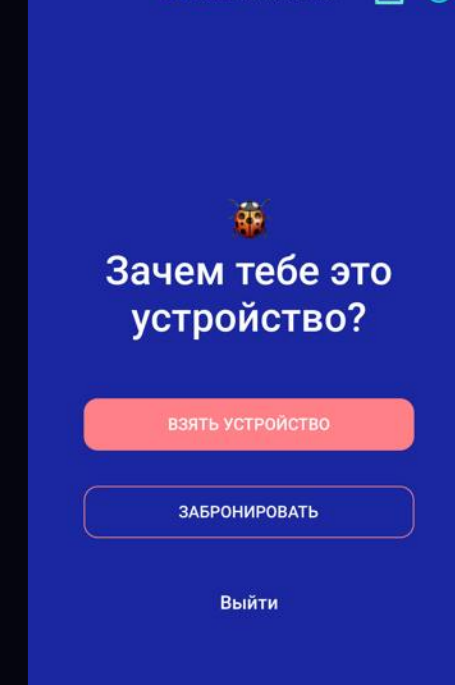 Зачем тебе это
устройство?
ВЗЯТЬ УСТРОЙСТВО
ЗАБРОНИРОВАТЬ
Выйти